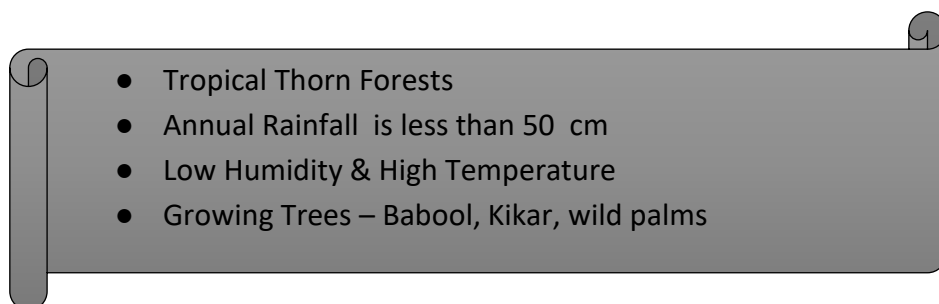 ● Tropical Thorn Forests
● Annual Rainfall is less than 50 cm
● Low Humidity & High Temperature
● Growing Trees – Babool, Kikar, wild palms